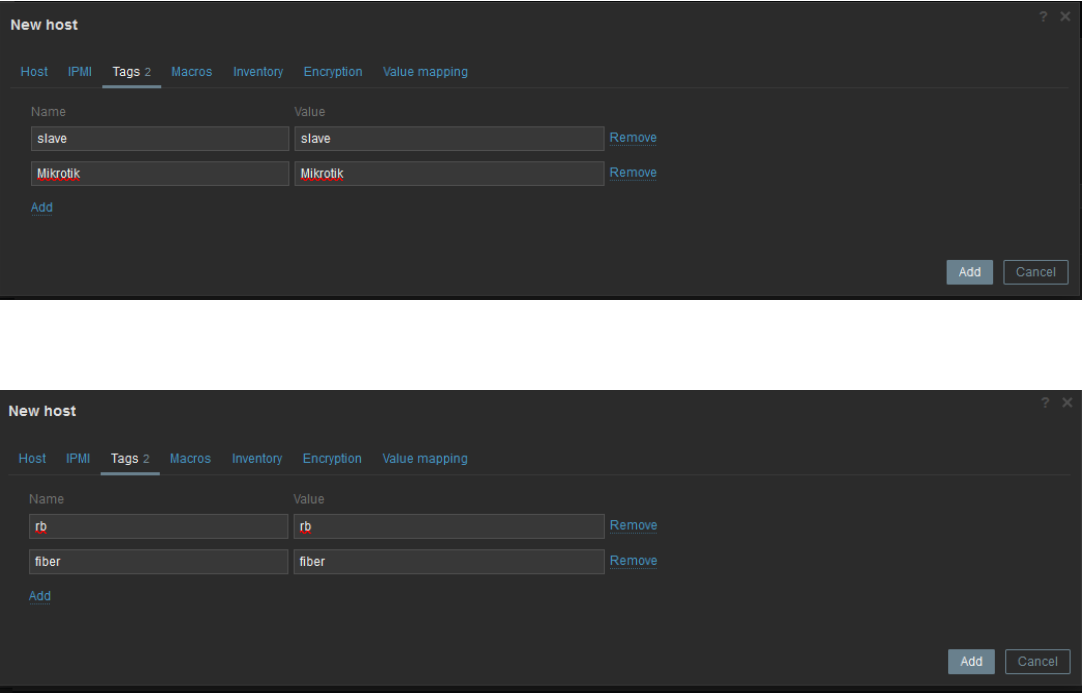 New host
? ×
Host IPMI Tags 2 Macros Inventory Encryption Value mapping
Name Value
slave slave Remove
Mikrotik Mikrotik Remove
Add
Add Cancel
New host
? ×
Host IPMI Tags 2 Macros Inventory Encryption Value mapping
Name Value
rb rb Remove
fiber fiber Remove
Add
Add Cancel